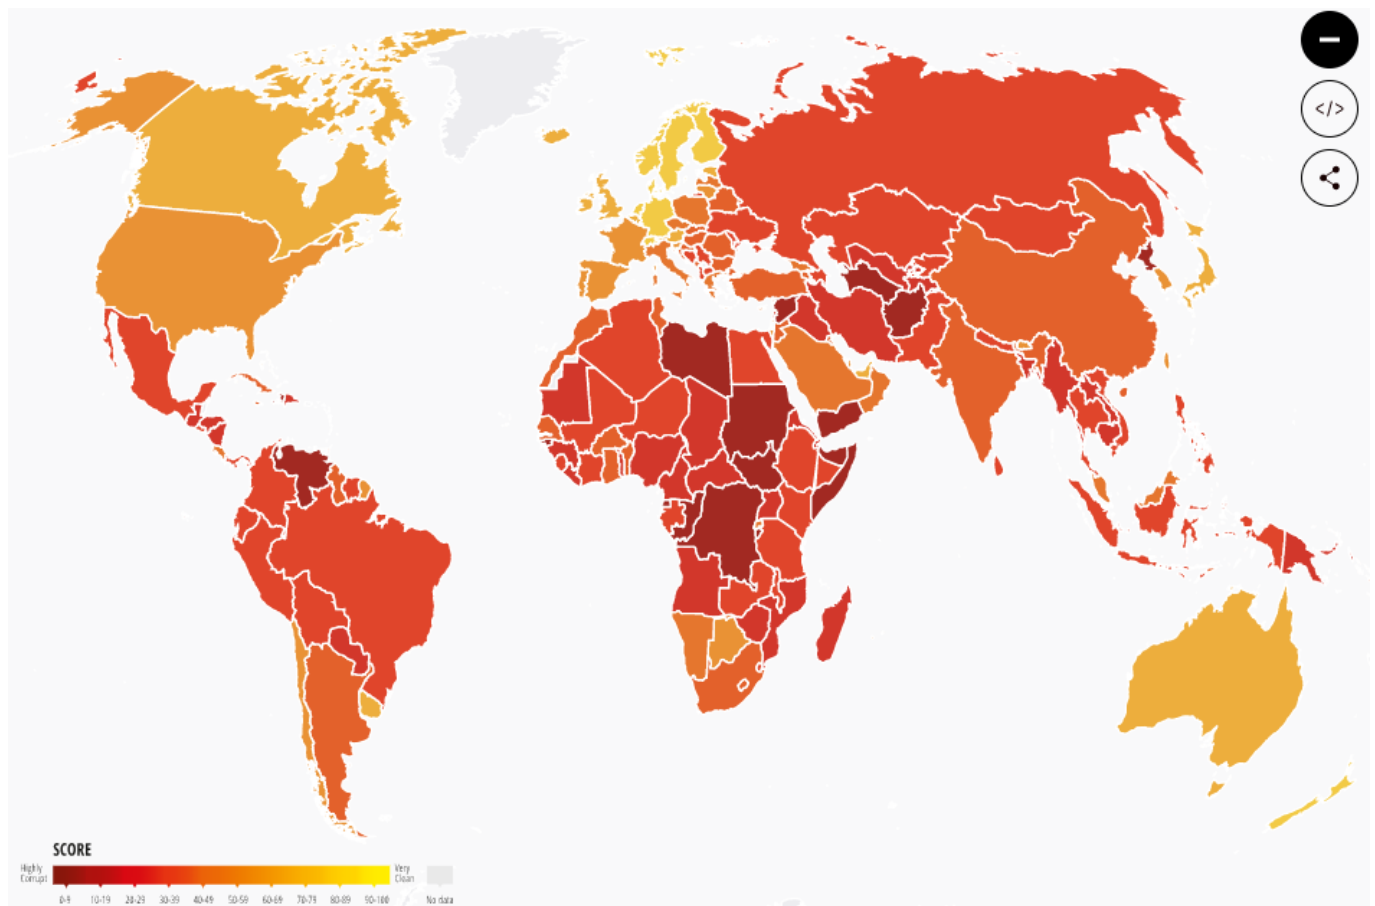 </>
SCORE
Highly
Corrupt
Very
Clean
0-9 10-19 20-29 30-39 40-49 50-59 60-69 70-79 80-89 90-100 No data